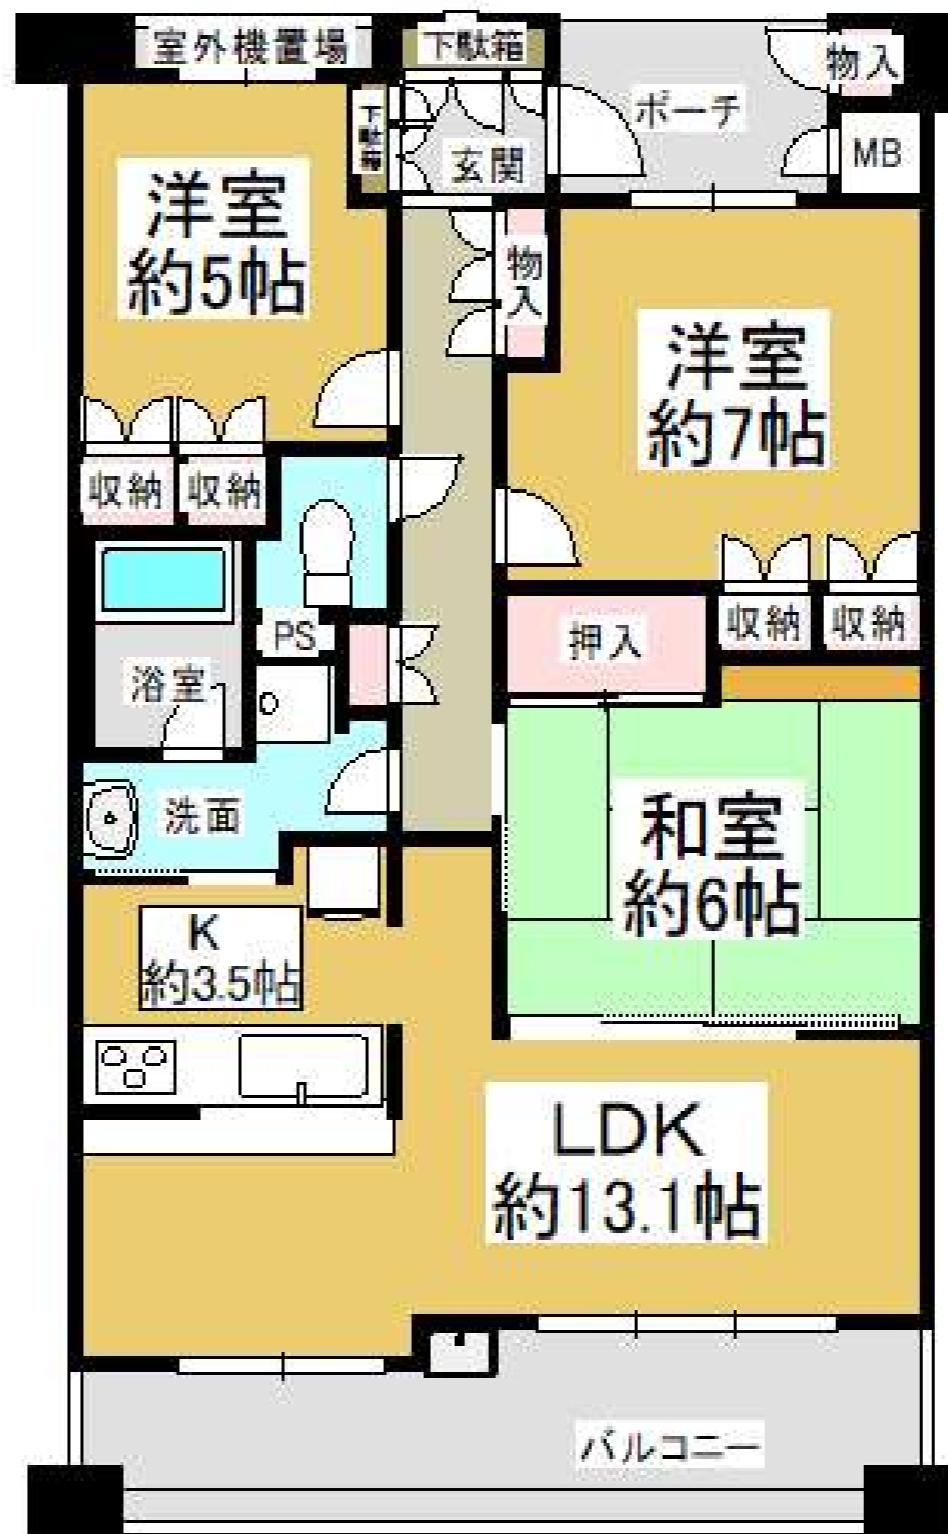 室外機置場
下駄箱
物入
ポーチ
下駄箱
玄関
MB
洋室
約5帖
物入
洋室
約7帖
収納
収納
収納
収納
PS
押入
浴室
和室
約6帖
洗面
K
約3.5帖
LDK
約13.1帖
バルコニー